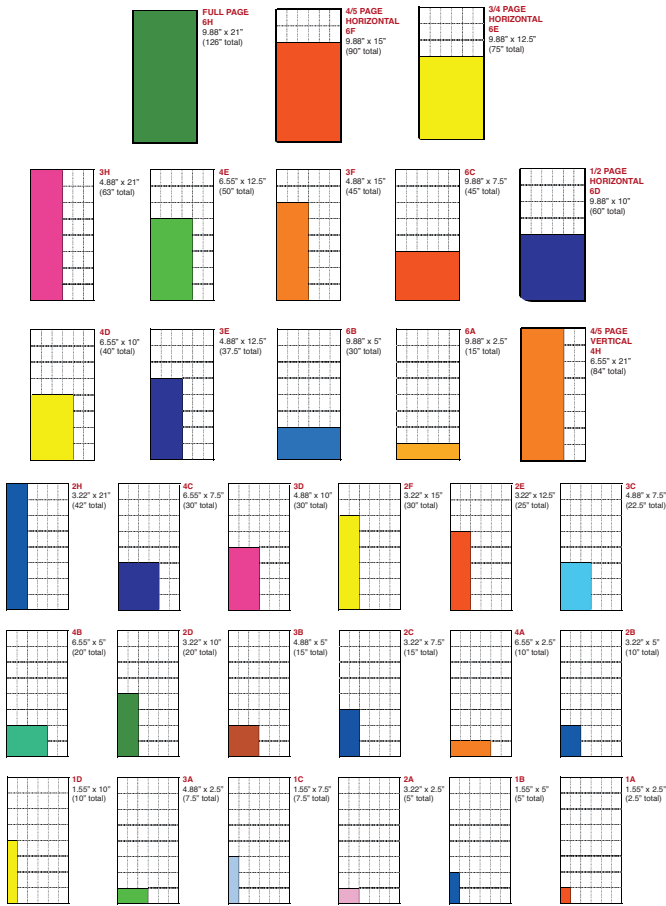 FULL PAGE
6H
9.88" x 21"
(126" total)
4/5 PAGE
HORIZONTAL
6F
9.88" x 15"
(90" total)
3/4 PAGE
HORIZONTAL
6E
9.88" x 12.5"
(75" total)
3H
4.88" x 21"
(63" total)
4E
6.55" x 12.5"
(50" total)
3F
4.88" x 15"
(45" total)
6C
9.88" x 7.5"
(45" total)
1/2 PAGE
HORIZONTAL
6D
9.88" x 10"
(60" total)
4D
6.55" x 10"
(40" total)
3E
4.88" x 12.5"
(37.5" total)
6B
9.88" x 5"
(30" total)
6A
9.88" x 2.5"
(15" total)
4/5 PAGE
VERTICAL
4H
6.55" x 21"
(84" total)
2H
3.22" x 21"
(42" total)
4C
6.55" x 7.5"
(30" total)
3D
4.88" x 10"
(30" total)
2F
3.22" x 15"
(30" total)
2E
3.22" x 12.5"
(25" total)
3C
4.88" x 7.5"
(22.5" total)
4B
6.55" x 5"
(20" total)
2D
3.22" x 10"
(20" total)
3B
4.88" x 5"
(15" total)
2C
3.22" x 7.5"
(15" total)
4A
6.55" x 2.5"
(10" total)
2B
3.22" x 5"
(10" total)
1D
1.55" x 10"
(10" total)
3A
4.88" x 2.5"
(7.5" total)
1C
1.55" x 7.5"
(7.5" total)
2A
3.22" x 2.5"
(5" total)
1B
1.55" x 5"
(5" total)
1A
1.55" x 2.5"
(2.5" total)